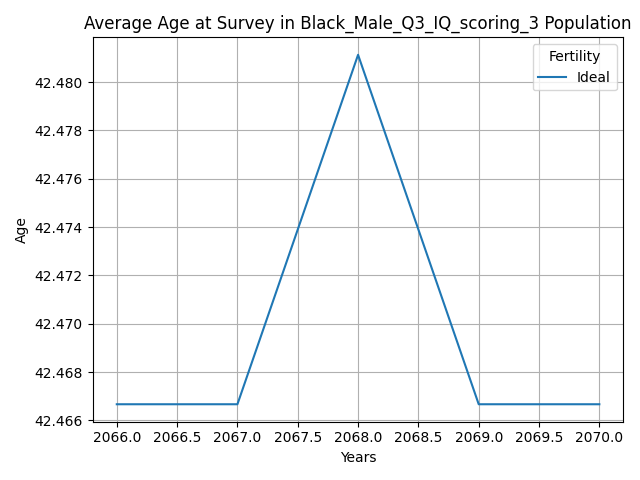 Average Age at Survey in Black_Male_Q3_IQ_scoring_3 Population
Fertility
Ideal
42.480
42.478
42.476
42.474
42.472
42.470
42.468
42.466
Age
2066.0 2066.5 2067.0 2067.5 2068.0 2068.5 2069.0 2069.5 2070.0
Years